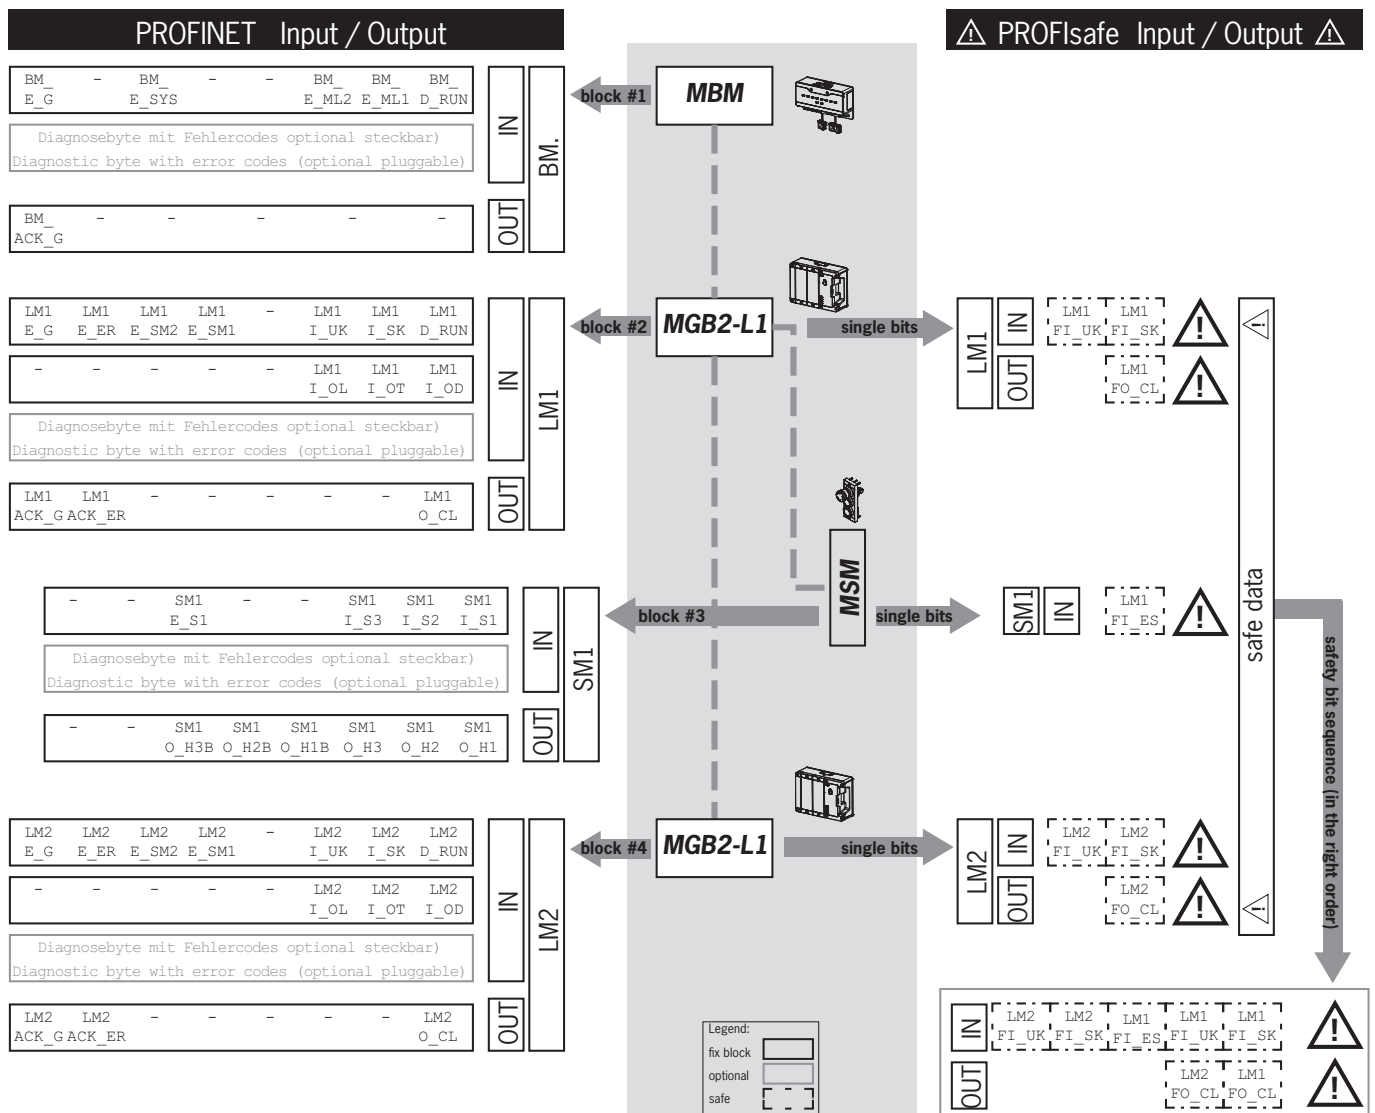 PROFINET Input / Output
⚠ PROFIsafe Input / Output ⚠
BM_ - BM_ - - BM_ BM_ BM_
E_G E_SYS E_ML2 E_ML1 D_RUN
Diagnosebyte mit Fehlercodes optional steckbar)
Diagnostic byte with error codes (optional pluggable)
IN
BM.
BM_ - - - - -
ACK_G
OUT
block #1
MBM
LM1 LM1 LM1 LM1 - LM1 LM1 LM1
E_G E_ER E_SM2 E_SM1 I_UK I_SK D_RUN
- - - - - LM1 LM1 LM1
I_OL I_OT I_OD
Diagnosebyte mit Fehlercodes optional steckbar)
Diagnostic byte with error codes (optional pluggable)
IN
LM1
LM1 LM1 - - - - - LM1
ACK_G ACK_ER O_CL
OUT
block #2
MGB2-L1
single bits
LM1
IN
LM1 LM1
FI_UK FI_SK
OUT
LM1
FO_CL
- - SM1 - - SM1 SM1 SM1
E_S1 I_S3 I_S2 I_S1
Diagnosebyte mit Fehlercodes optional steckbar)
Diagnostic byte with error codes (optional pluggable)
IN
SM1
- - SM1 SM1 SM1 SM1 SM1 SM1
O_H3B O_H2B O_H1B O_H3 O_H2 O_H1
OUT
block #3
MSM
single bits
SM1
IN
LM1
FI_ES
safe data
safety bit sequence (in the right order)
LM2 LM2 LM2 LM2 - LM2 LM2 LM2
E_G E_ER E_SM2 E_SM1 I_UK I_SK D_RUN
- - - - - LM2 LM2 LM2
I_OL I_OT I_OD
Diagnosebyte mit Fehlercodes optional steckbar)
Diagnostic byte with error codes (optional pluggable)
IN
LM2
LM2 LM2 - - - - - LM2
ACK_G ACK_ER O_CL
OUT
block #4
MGB2-L1
single bits
LM2
IN
LM2 LM2
FI_UK FI_SK
OUT
LM2
FO_CL
Legend:
fix block
optional
safe
IN
LM2 LM2 LM1 LM1 LM1
FI_UK FI_SK FI_ES FI_UK FI_SK
OUT
LM2 LM1
FO_CL FO_CL